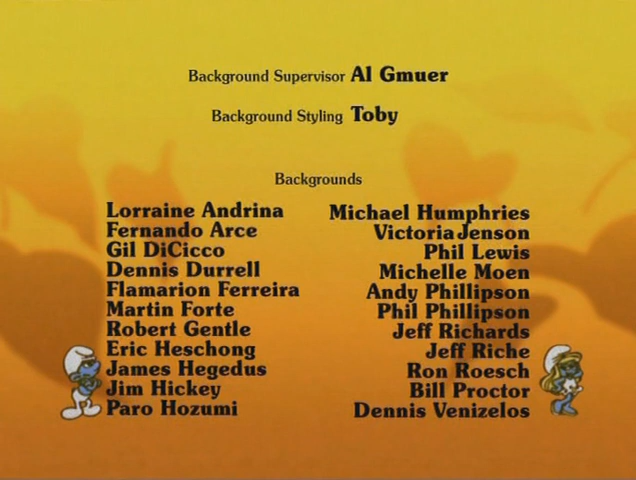 Background Supervisor Al Gmuer
Background Styling Toby
Backgrounds
Lorraine Andrina
Fernando Arce
Gil DiCicco
Dennis Durrell
Flamarion Ferreira
Martin Forte
Robert Gentle
Eric Heschong
James Hegedus
Jim Hickey
Paro Hozumi
Michael Humphries
Victoria Jenson
Phil Lewis
Michelle Moen
Andy Phillipson
Phil Phillipson
Jeff Richards
Jeff Riche
Ron Roesch
Bill Proctor
Dennis Venizelos